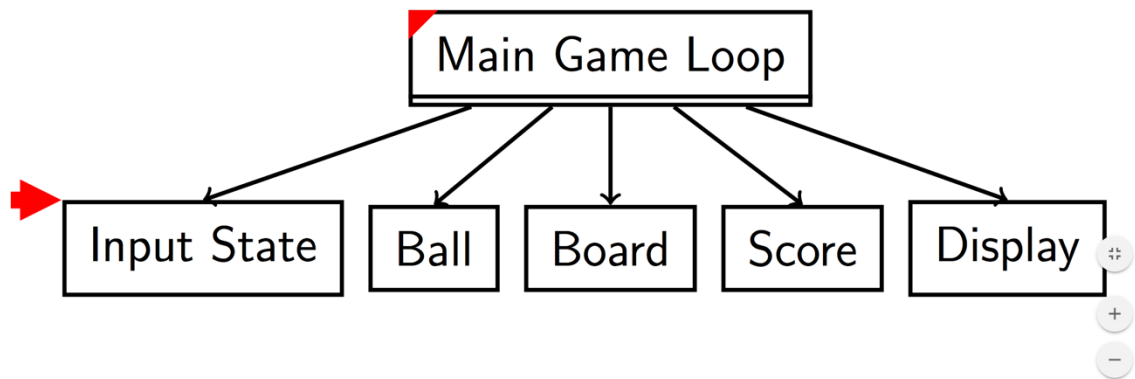 Main Game Loop
Input State
Ball
Board
Score
Display